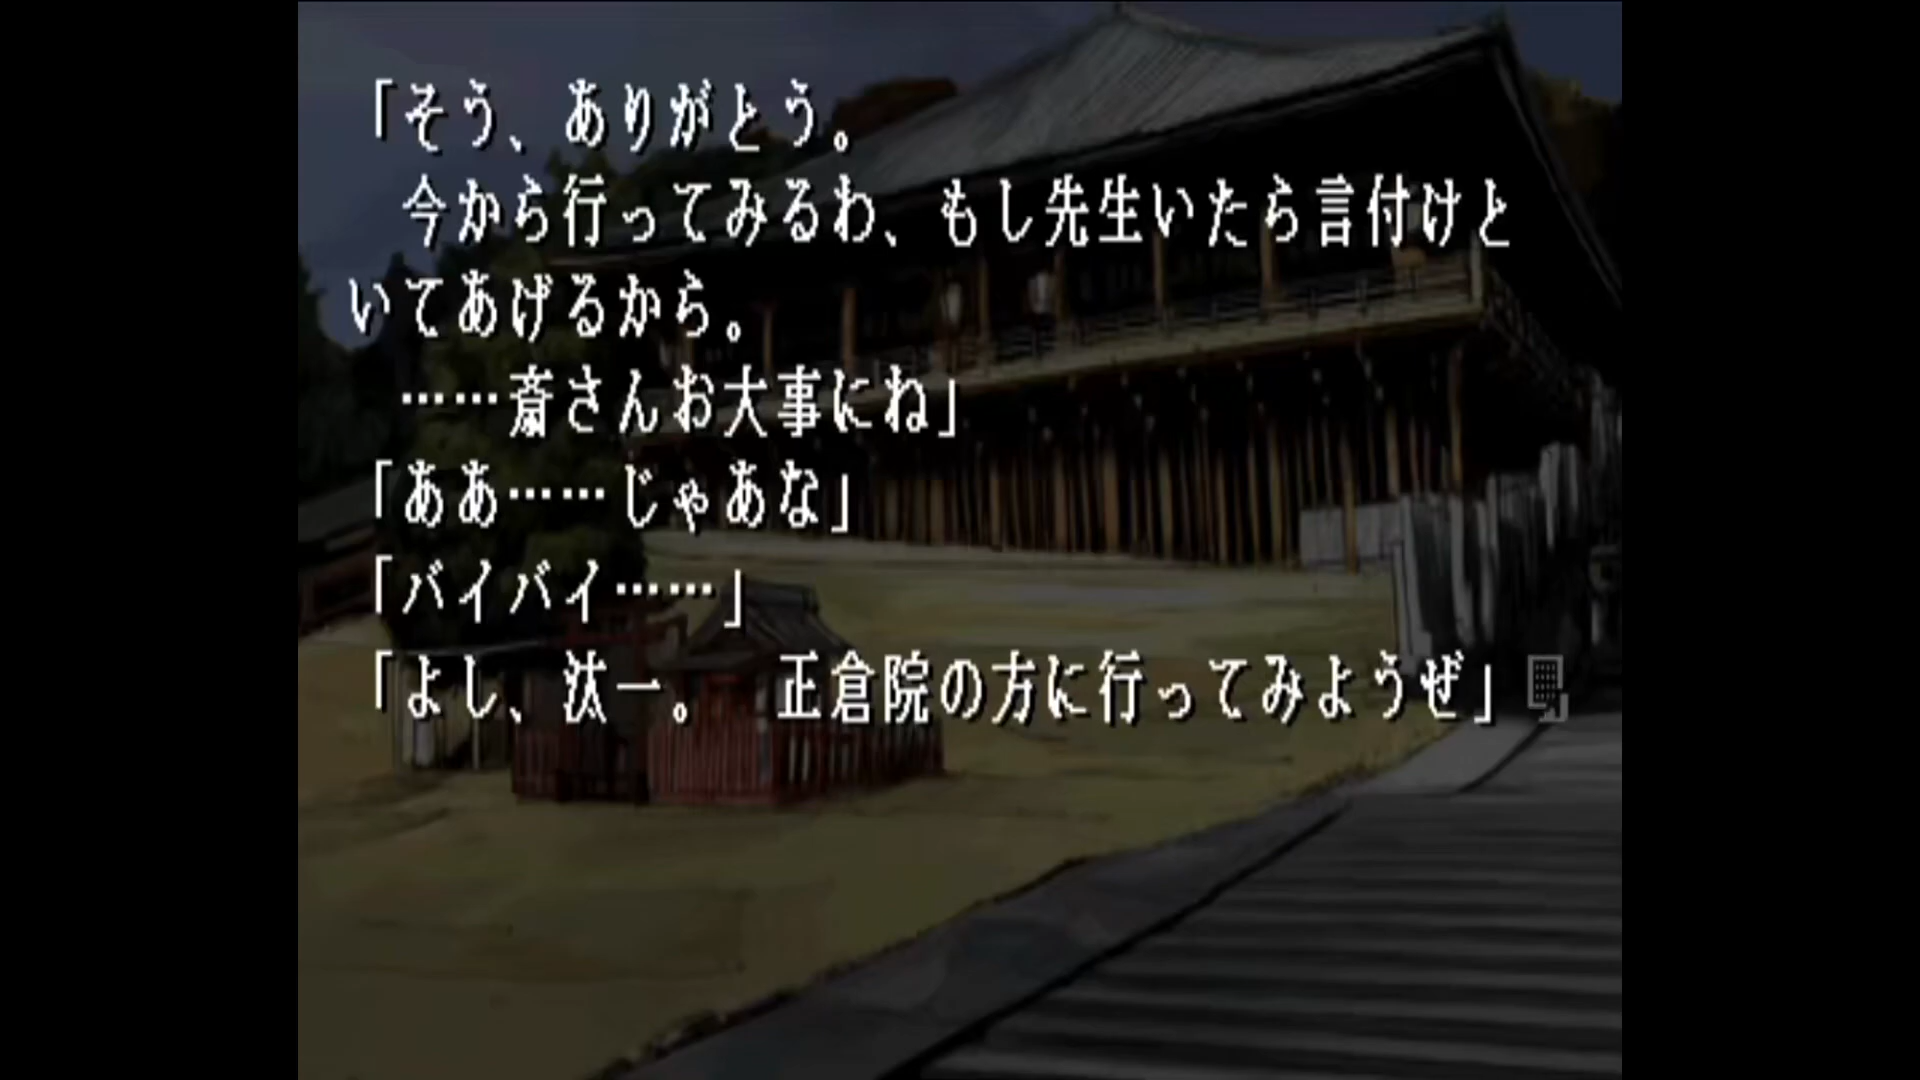 「そう、ありがとう。
今から行ってみるわ、もし先生いたら言付けと
いてあげるから。
……斎さんお大事にね」
「ああ……じゃあな」
「バイバイ……」
「よし、汰一。　正倉院の方に行ってみようぜ」